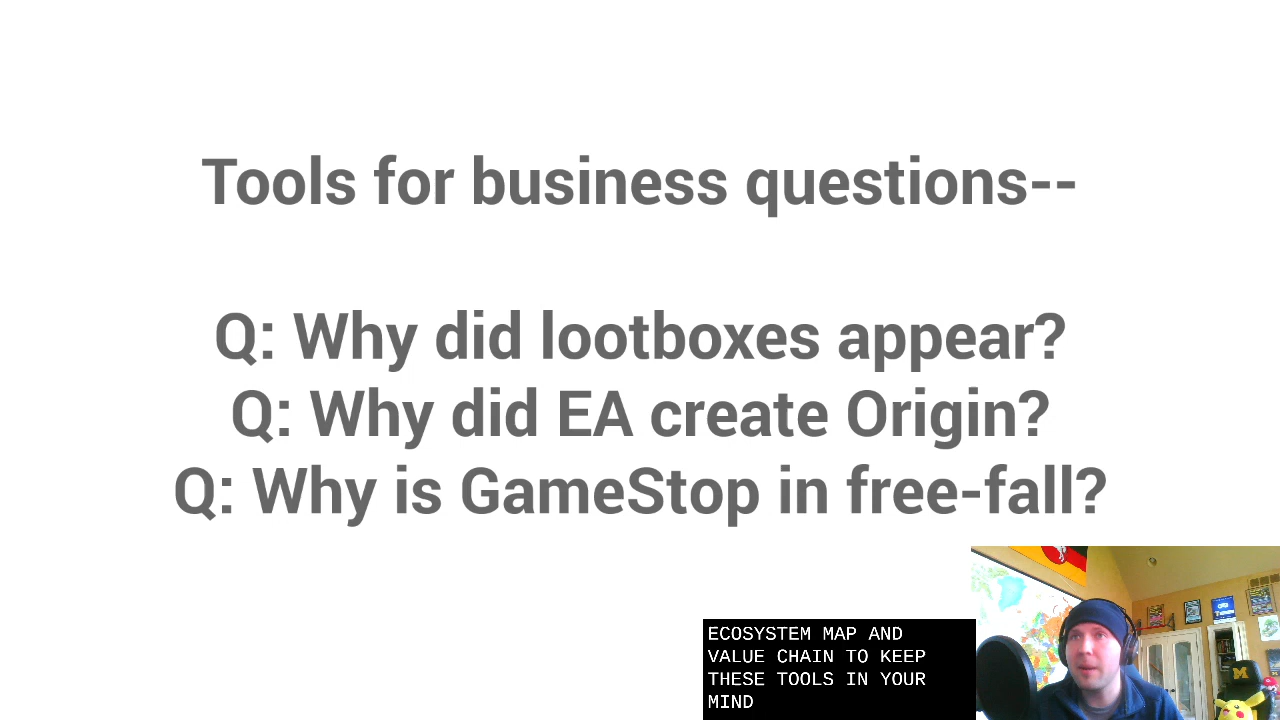 Tools for business questions--
Q: Why did lootboxes appear?
Q: Why did EA create Origin?
Q: Why is GameStop in free-fall?
ECOSYSTEM MAP AND
VALUE CHAIN TO KEEP
THESE TOOLS IN YOUR
MIND
M